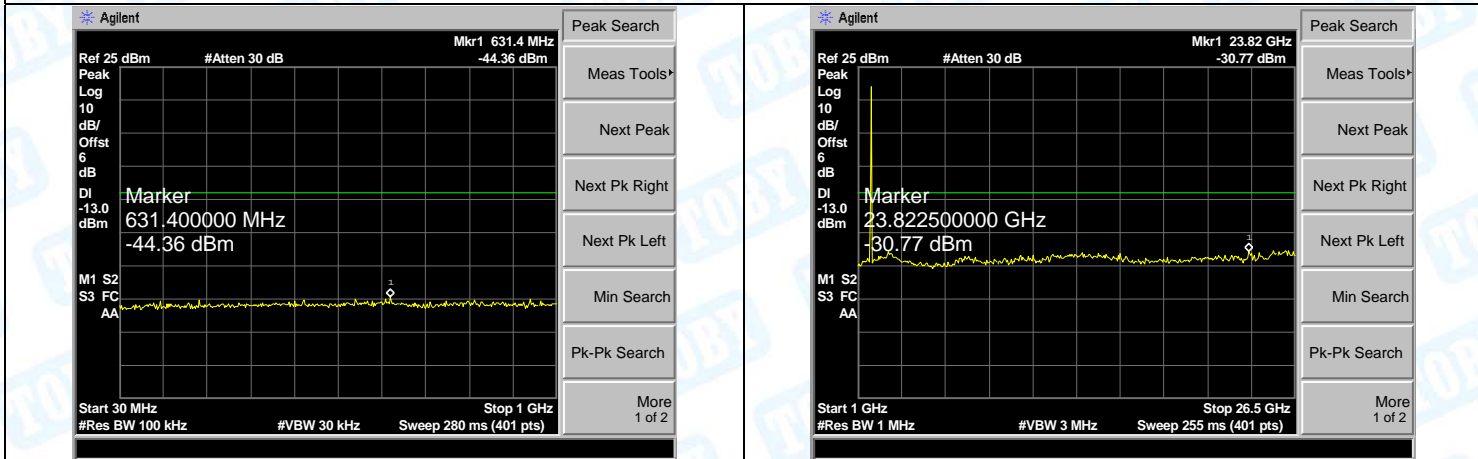 Agilent
Peak Search
Mkr1 631.4 MHz
Ref 25 dBm #Atten 30 dB -44.36 dBm
Peak
Log
10
dB/
Offst
6
dB
DI
-13.0
dBm
Marker
631.400000 MHz
-44.36 dBm
1
M1 S2
S3 FC
AA
Start 30 MHz Stop 1 GHz
#Res BW 100 kHz #VBW 30 kHz Sweep 280 ms (401 pts)
Meas Tools
Next Peak
Next Pk Right
Next Pk Left
Min Search
Pk-Pk Search
More
1 of 2
Agilent
Peak Search
Mkr1 23.82 GHz
Ref 25 dBm #Atten 30 dB -30.77 dBm
Peak
Log
10
dB/
Offst
6
dB
DI
-13.0
dBm
Marker
23.822500000 GHz
-30.77 dBm
1
M1 S2
S3 FC
AA
Start 1 GHz Stop 26.5 GHz
#Res BW 1 MHz #VBW 3 MHz Sweep 255 ms (401 pts)
Meas Tools
Next Peak
Next Pk Right
Next Pk Left
Min Search
Pk-Pk Search
More
1 of 2
TOBY